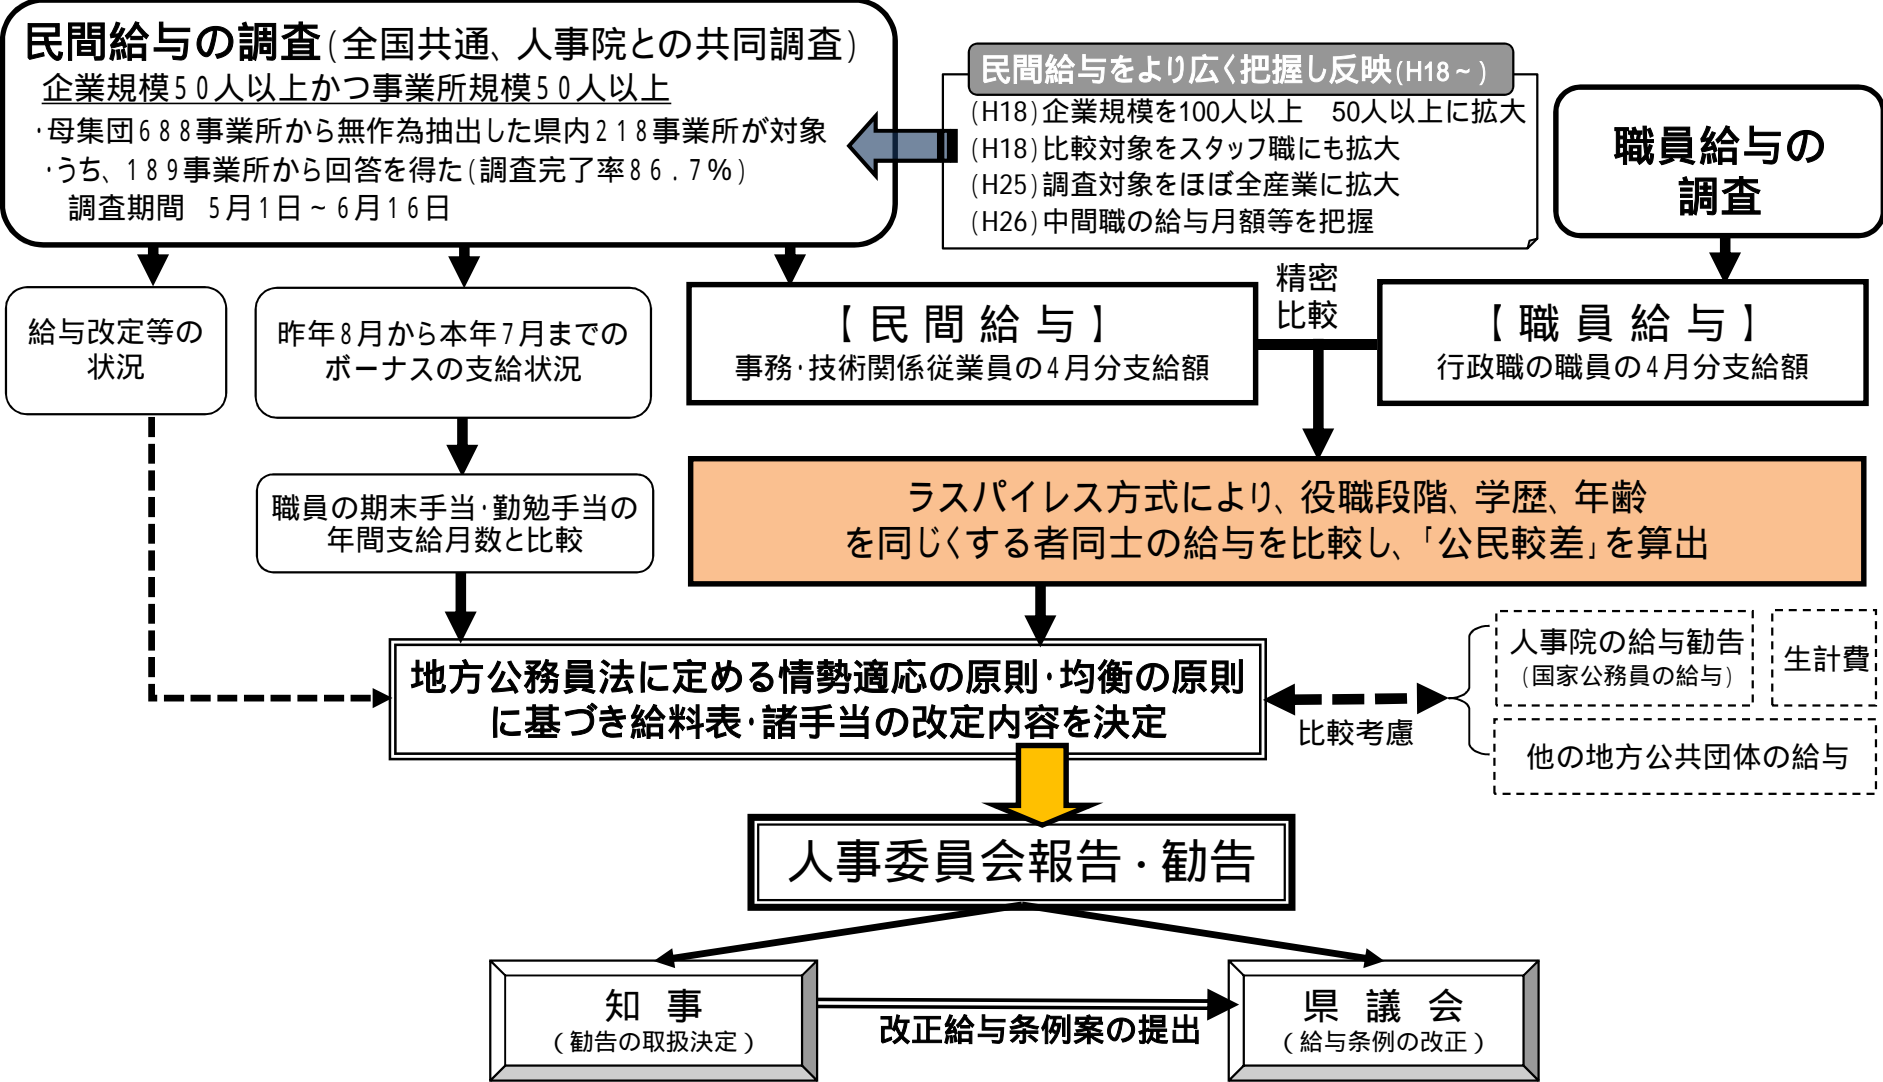 民間給与の調査(全国共通、人事院との共同調査)
企業規模50人以上かつ事業所規模50人以上
・母集団688事業所から無作為抽出した県内218事業所が対象
・うち、189事業所から回答を得た(調査完了率86.7%)
調査期間　5月1日~6月16日
民間給与をより広く把握し反映(H18~)
(H18)企業規模を100人以上　50人以上に拡大
(H18)比較対象をスタッフ職にも拡大
(H25)調査対象をほぼ全産業に拡大
(H26)中間職の給与月額等を把握
職員給与の
調査
給与改定等の
状況
昨年8月から本年7月までの
ボーナスの支給状況
【民間給与】
事務・技術関係従業員の4月分支給額
精密
比較
【職員給与】
行政職の職員の4月分支給額
職員の期末手当・勤勉手当の
年間支給月数と比較
ラスパイレス方式により、役職段階、学歴、年齢
を同じくする者同士の給与を比較し、「公民較差」を算出
地方公務員法に定める情勢適応の原則・均衡の原則
に基づき給料表・諸手当の改定内容を決定
比較考慮
人事院の給与勧告
(国家公務員の給与)
生計費
他の地方公共団体の給与
人事委員会報告・勧告
知　事
(勧告の取扱決定)
改正給与条例案の提出
県　議　会
(給与条例の改正)